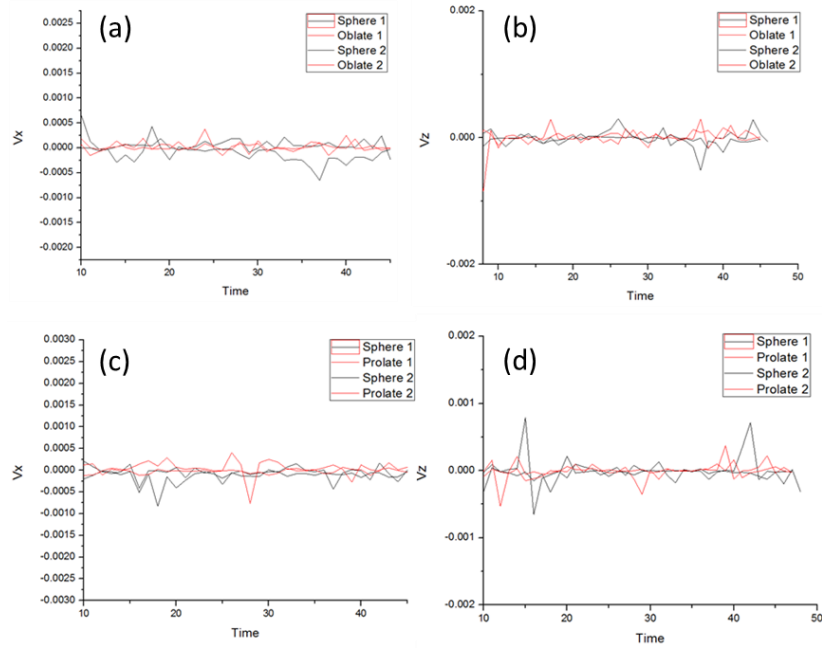 (a)
Sphere 1
Oblate 1
Sphere 2
Oblate 2
0.0025
0.0020
0.0015
0.0010
0.0005
0.0000
-0.0005
-0.0010
-0.0015
-0.0020
Vx
10 20 30 40
Time
(b)
Sphere 1
Oblate 1
Sphere 2
Oblate 2
0.002
0.000
-0.002
Vz
10 20 30 40 50
Time
(c)
Sphere 1
Prolate 1
Sphere 2
Prolate 2
0.0030
0.0025
0.0020
0.0015
0.0010
0.0005
0.0000
-0.0005
-0.0010
-0.0015
-0.0020
-0.0025
-0.0030
Vx
10 20 30 40
Time
(d)
Sphere 1
Prolate 1
Sphere 2
Prolate 2
0.002
0.001
0.000
-0.001
-0.002
Vz
10 20 30 40 50
Time